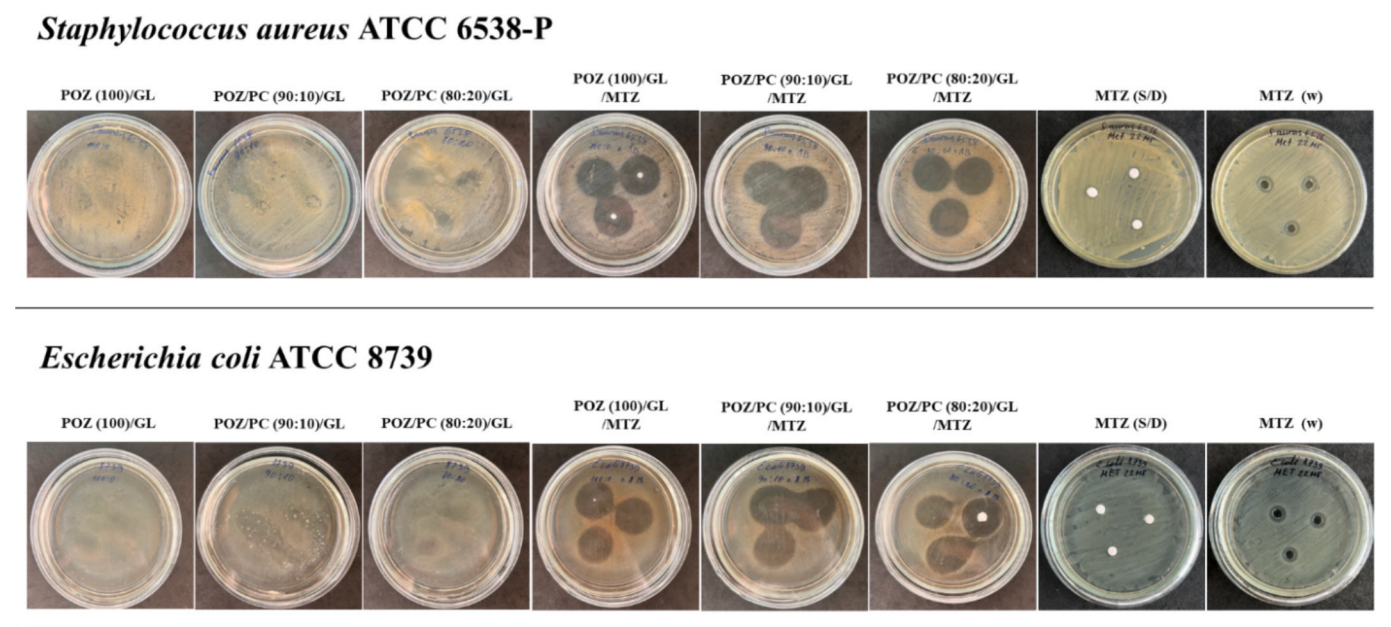 Staphylococcus aureus ATCC 6538-P
POZ (100)/GL
POZ/PC (90:10)/GL
POZ/PC (80:20)/GL
POZ (100)/GL
/MTZ
POZ/PC (90:10)/GL
/MTZ
POZ/PC (80:20)/GL
/MTZ
MTZ (S/D)
MTZ (w)
Escherichia coli ATCC 8739
POZ (100)/GL
POZ/PC (90:10)/GL
POZ/PC (80:20)/GL
POZ (100)/GL
/MTZ
POZ/PC (90:10)/GL
/MTZ
POZ/PC (80:20)/GL
/MTZ
MTZ (S/D)
MTZ (w)